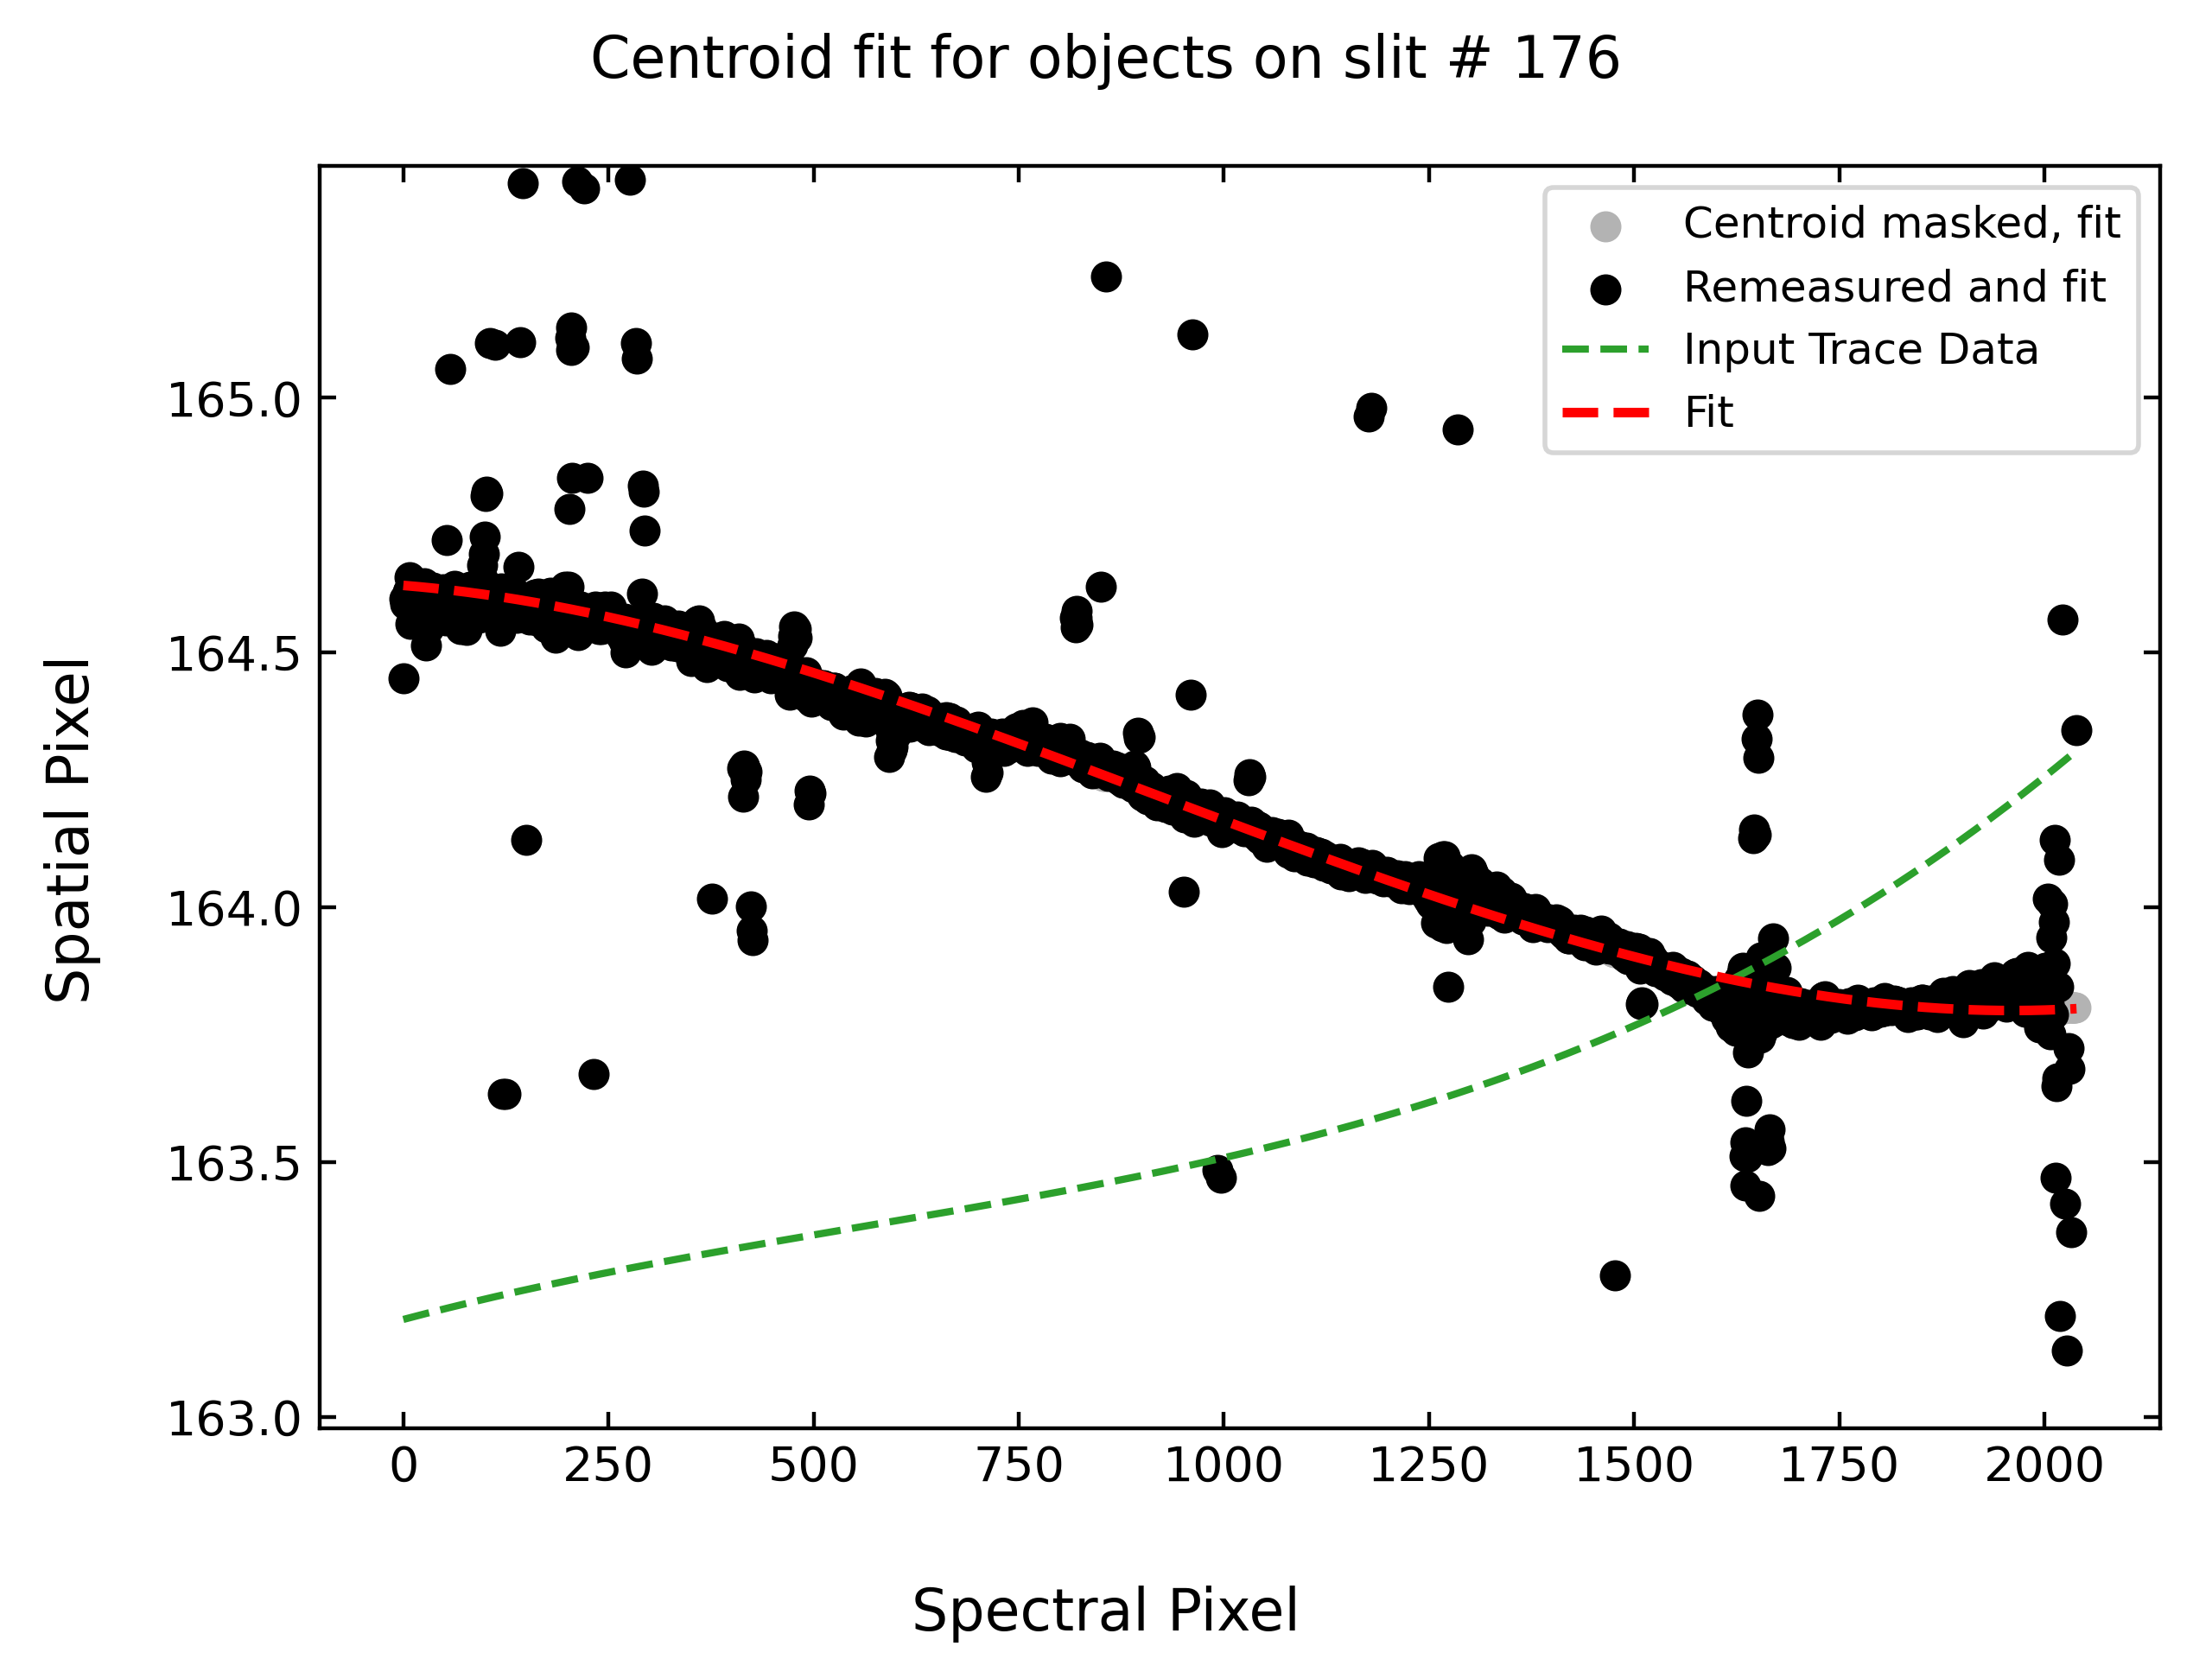 Centroid fit for objects on slit # 176
Centroid masked, fit
Remeasured and fit
Input Trace Data
Fit
165.0
164.5
164.0
163.5
163.0
Spatial Pixel
0 250 500 750 1000 1250 1500 1750 2000
Spectral Pixel